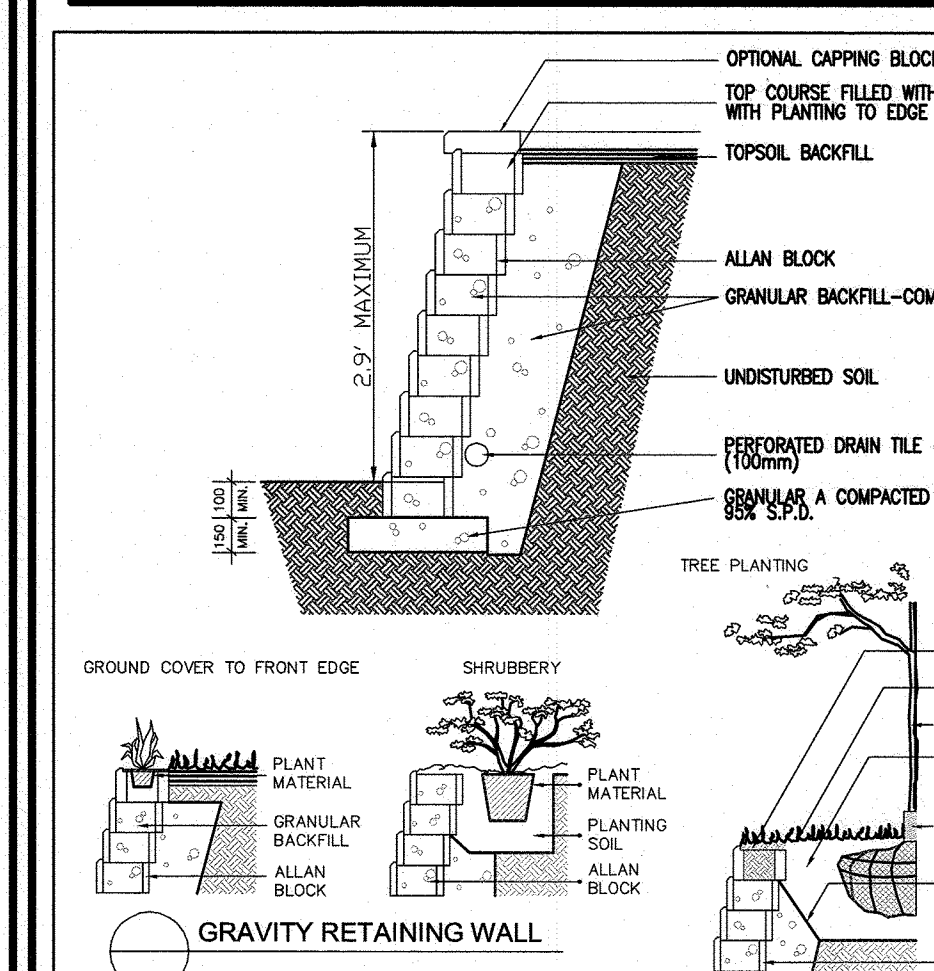 OPTIONAL CAPPING BLOCK
TOP COURSE FILLED WITH
WITH PLANTING TO EDGE
TOPSOIL BACKFILL
2.9' MAXIMUM
ALLAN BLOCK
GRANULAR BACKFILL-COM
UNDISTURBED SOIL
PERFORATED DRAIN TILE
(100mm)
GRANULAR A COMPACTED
95% S.P.D.
100 MIN.
150 MIN.
TREE PLANTING
GROUND COVER TO FRONT EDGE
SHRUBBERY
PLANT
MATERIAL
GRANULAR
BACKFILL
ALLAN
BLOCK
PLANT
MATERIAL
PLANTING
SOIL
ALLAN
BLOCK
GRAVITY RETAINING WALL